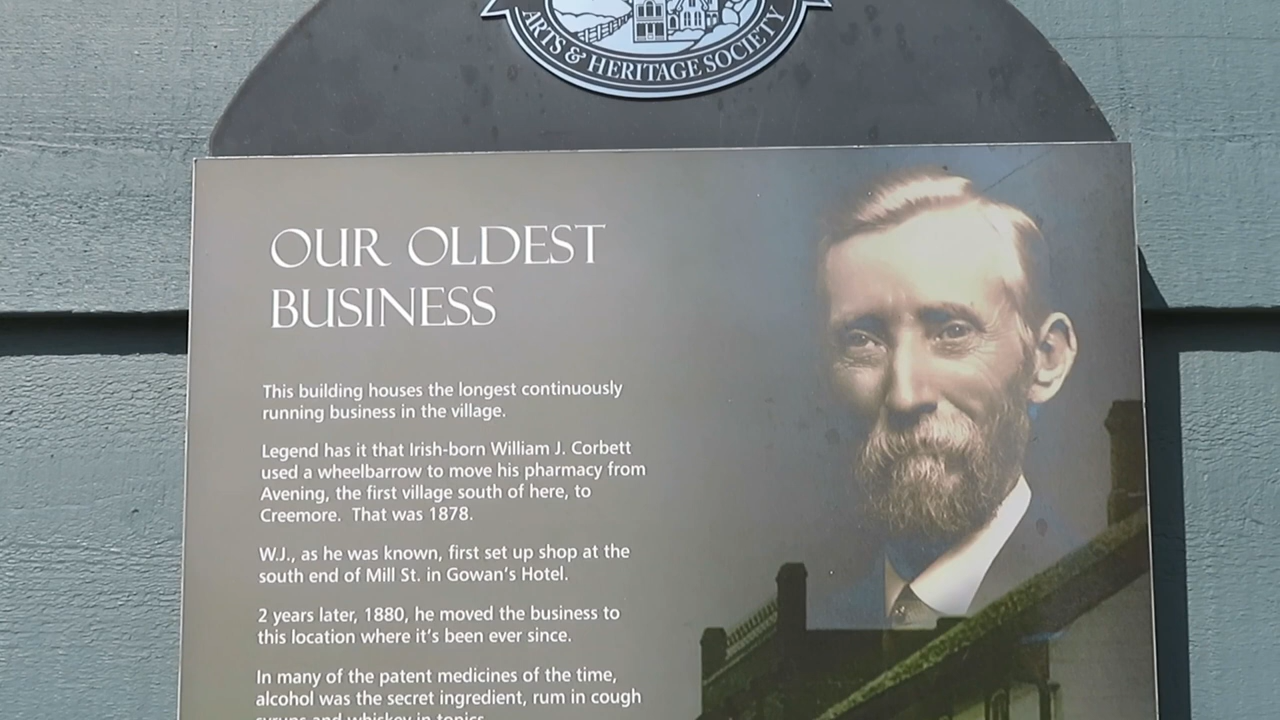 ARTS & HERITAGE SOCIETY
OUR OLDEST
BUSINESS
This building houses the longest continuously
running business in the village.
Legend has it that Irish-born William J. Corbett
used a wheelbarrow to move his pharmacy from
Avening, the first village south of here, to
Creemore.  That was 1878.
W.J., as he was known, first set up shop at the
south end of Mill St. in Gowan's Hotel.
2 years later, 1880, he moved the business to
this location where it's been ever since.
In many of the patent medicines of the time,
alcohol was the secret ingredient, rum in cough
syrups and whiskey in tonics